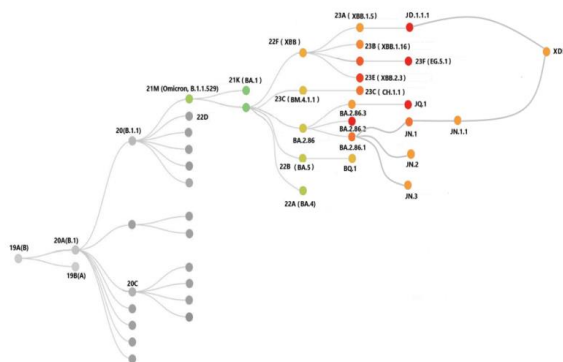 23A ( XBB.1.5)
JD.1.1.1
22F ( XBB)
23B ( XBB.1.16)
XD
23F (EG.5.1)
21K (BA.1)
23E ( XBB.2.3)
21M (Omicron, B.1.1.529)
23C ( BM.4.1.1)
23C ( CH.1.1)
BA.2.86.3
JQ.1
22D
BA.2.86.2
20(B.1.1)
BA.2.86
JN.1
JN.1.1
BA.2.86.1
22B (BA.5)
BQ.1
JN.2
22A (BA.4)
JN.3
19A(B)
20A(B.1)
19B(A)
20C